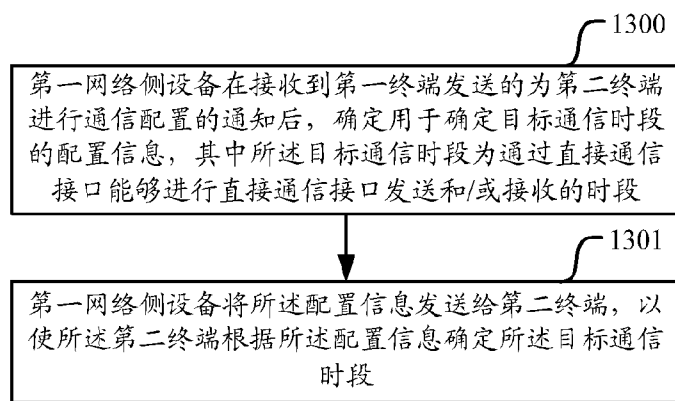 1300
第一网络侧设备在接收到第一终端发送的为第二终端
进行通信配置的通知后，确定用于确定目标通信时段
的配置信息，其中所述目标通信时段为通过直接通信
接口能够进行直接通信接口发送和/或接收的时段
1301
第一网络侧设备将所述配置信息发送给第二终端，以
使所述第二终端根据所述配置信息确定所述目标通信
时段